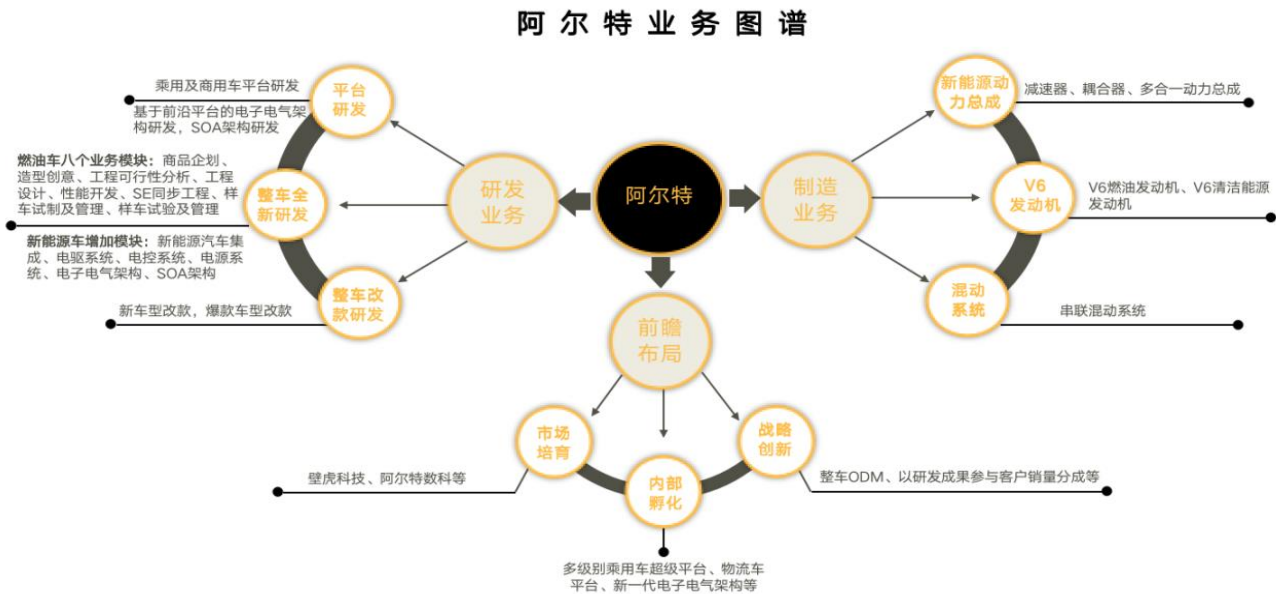 阿尔特业务图谱
乘用及商用车平台研发
基于前沿平台的电子电气架
构研发，SOA架构研发
平台
研发
燃油车八个业务模块：商品企划、
造型创意、工程可行性分析、工程
设计、性能开发、SE同步工程、样
车试制及管理、样车试验及管理
整车全
新研发
新能源车增加模块：新能源汽车集
成、电驱系统、电控系统、电源系
统、电子电气架构、SOA架构
新车型改款，爆款车型改款
整车改
款研发
研发
业务
阿尔特
制造
业务
新能源动
力总成
减速器、耦合器、多合一动力总成
V6
发动机
V6燃油发动机、V6清洁能源
发动机
混动
系统
串联混动系统
前瞻
布局
市场
培育
壁虎科技、阿尔特数科等
内部
孵化
多级别乘用车超级平台、物流车
平台、新一代电子电气架构等
战略
创新
整车ODM、以研发成果参与客户销量分成等